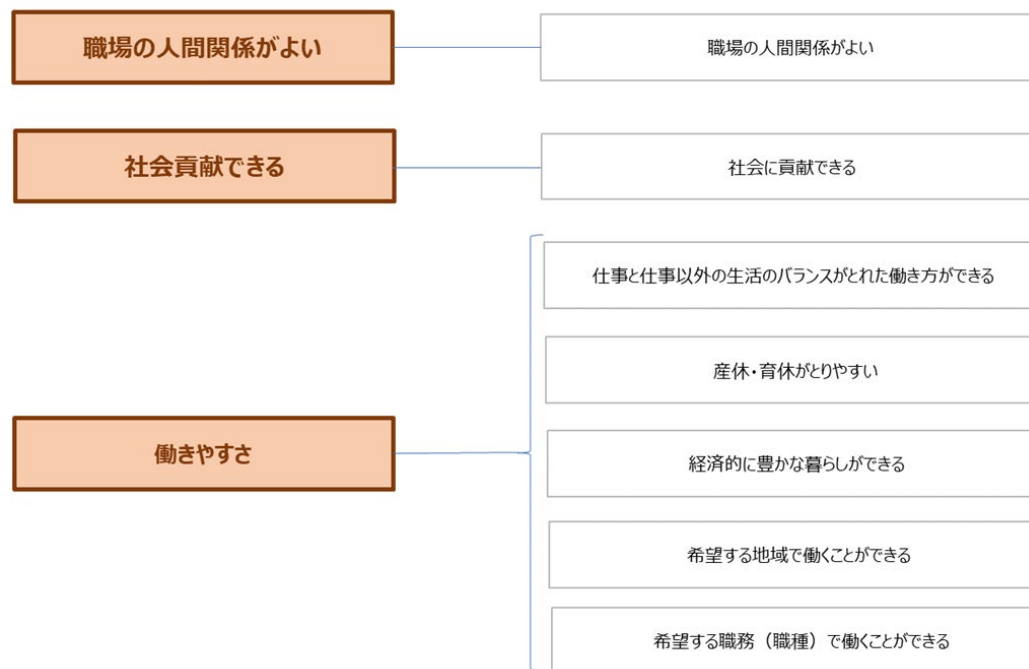 職場の人間関係がよい
職場の人間関係がよい
社会貢献できる
社会に貢献できる
働きやすさ
仕事と仕事以外の生活のバランスがとれた働き方ができる
産休・育休がとりやすい
経済的に豊かな暮らしができる
希望する地域で働くことができる
希望する職務（職種）で働くことができる